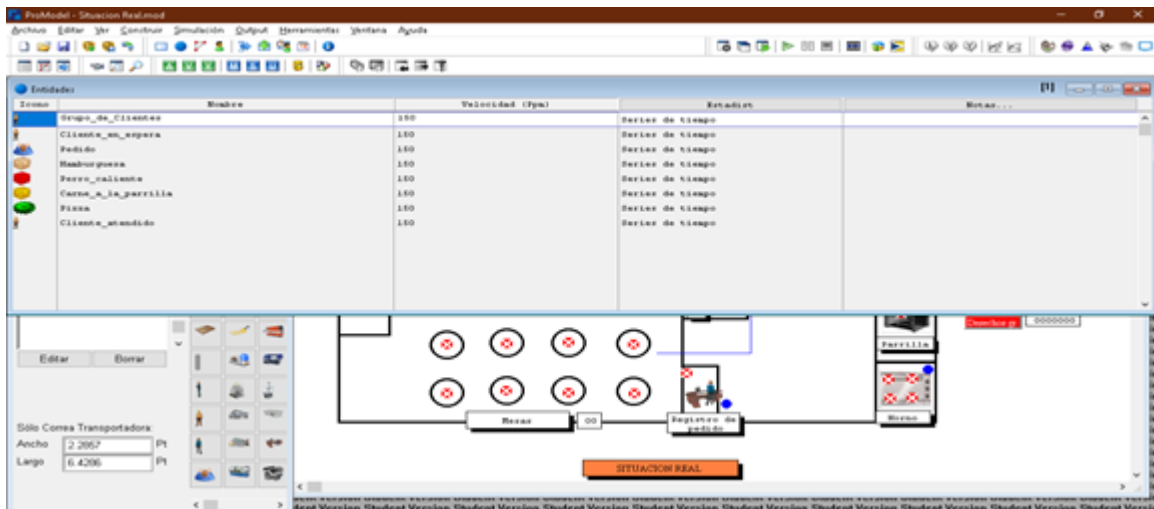 ProModel - Situacion Real.mod
Archivo Editar Ver Construir Simulación Output Herramientas Ventana Ayuda
Entidades
[1]
Icono Nombre Velocidad (Ppm) Estadist Notas...
Grupo_de_Clientes 150 Series de tiempo
Cliente_en_espera 150 Series de tiempo
Pedido 150 Series de tiempo
Hamburguesa 150 Series de tiempo
Perro_caliente 150 Series de tiempo
Carne_a_la_parrilla 150 Series de tiempo
Pizza 150 Series de tiempo
Cliente_atendido 150 Series de tiempo
Editar Borrar
Sólo Correa Transportadora:
Ancho 2.2857 Pt
Largo 6.4286 Pt
0000000
Parrilla
Horno
Mesas 00
Registro de
pedido
SITUACION REAL
Student Version Student Version Student Version Student Version Student Version Student Version